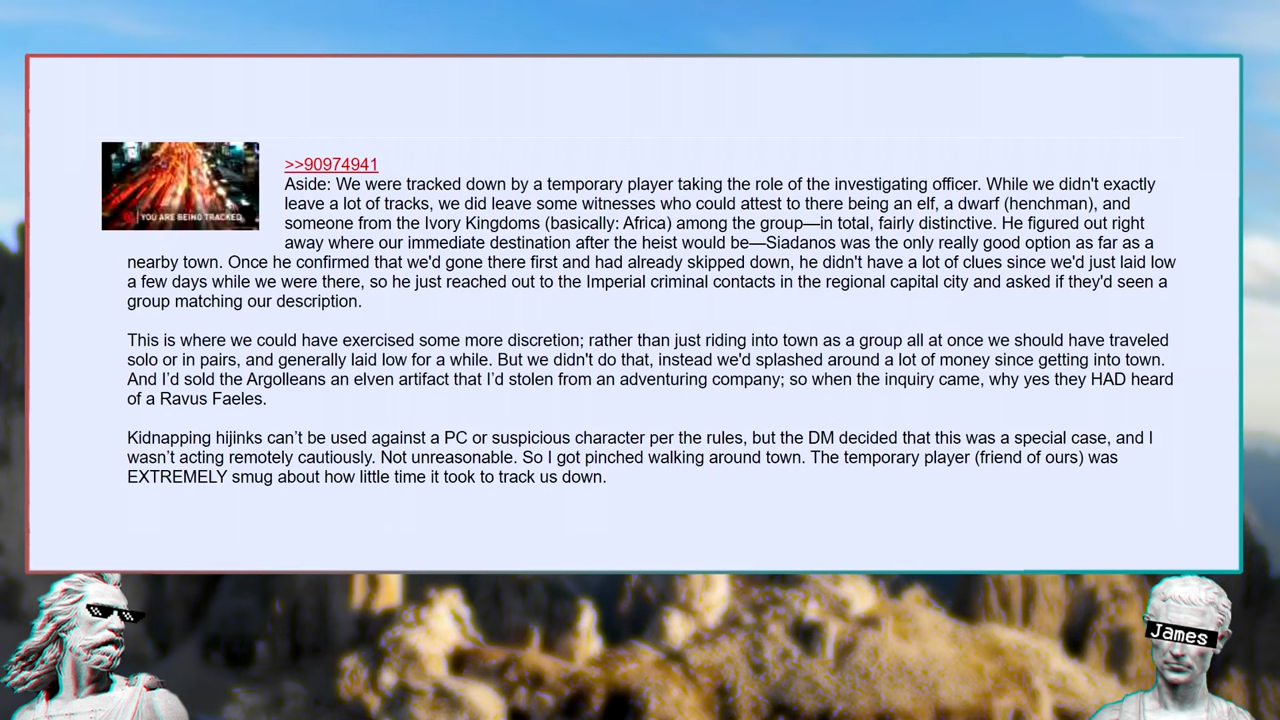 >>90974941
Aside: We were tracked down by a temporary player taking the role of the investigating officer. While we didn't exactly
leave a lot of tracks, we did leave some witnesses who could attest to there being an elf, a dwarf (henchman), and
someone from the Ivory Kingdoms (basically: Africa) among the group—in total, fairly distinctive. He figured out right
YOU ARE BEING TRACKED
away where our immediate destination after the heist would be—Siadanos was the only really good option as far as a
nearby town. Once he confirmed that we'd gone there first and had already skipped down, he didn't have a lot of clues since we'd just laid low
a few days while we were there, so he just reached out to the Imperial criminal contacts in the regional capital city and asked if they'd seen a
group matching our description.
This is where we could have exercised some more discretion; rather than just riding into town as a group all at once we should have traveled
solo or in pairs, and generally laid low for a while. But we didn't do that, instead we'd splashed around a lot of money since getting into town.
And I’d sold the Argolleans an elven artifact that I’d stolen from an adventuring company; so when the inquiry came, why yes they HAD heard
of a Ravus Faeles.
Kidnapping hijinks can’t be used against a PC or suspicious character per the rules, but the DM decided that this was a special case, and I
wasn’t acting remotely cautiously. Not unreasonable. So I got pinched walking around town. The temporary player (friend of ours) was
EXTREMELY smug about how little time it took to track us down.
James